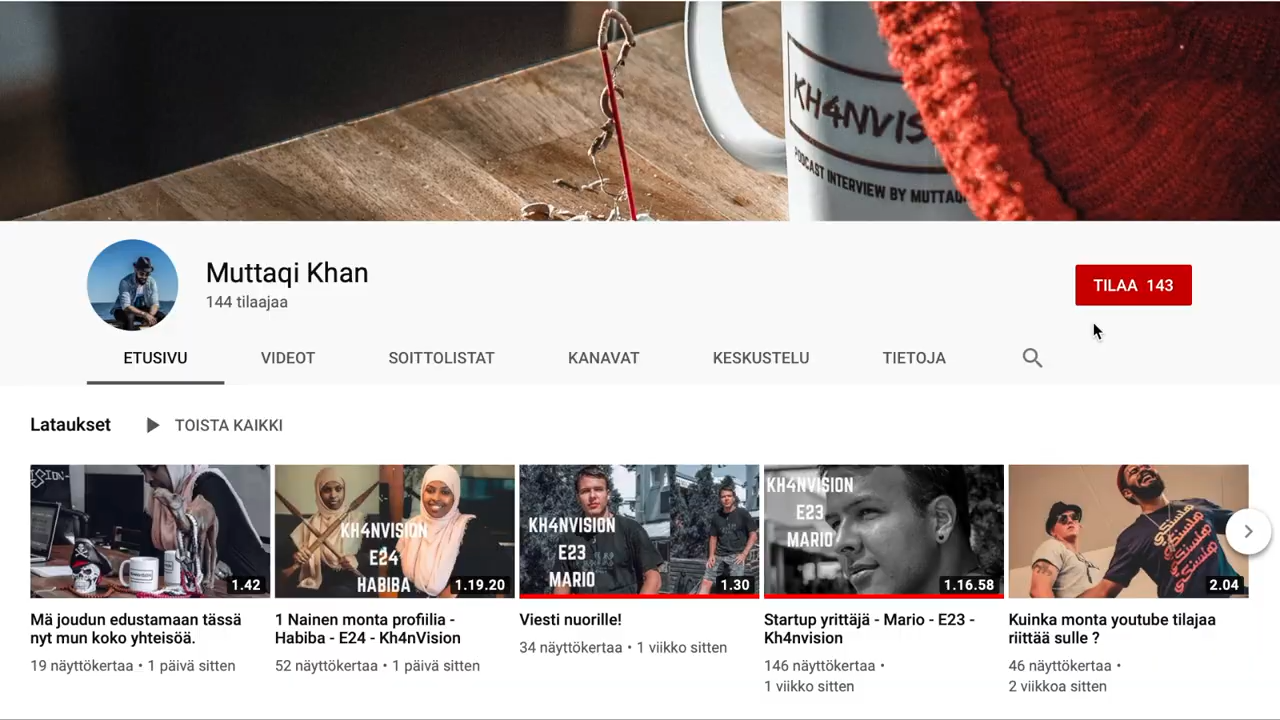 KH4NVIS
PODCAST INTERVIEW BY MUTTAQ
Muttaqi Khan
144 tilaajaa
TILAA 143
ETUSIVU VIDEOT SOITTOLISTAT KANAVAT KESKUSTELU TIETOJA
Lataukset TOISTA KAIKKI
1.42
KH4NVISION
E24
HABIBA
1.19.20
KH4NVISION
E23
MARIO
1.30
KH4NVISION
E23
MARIO
1.16.58
2.04
Mä joudun edustamaan tässä
nyt mun koko yhteisöä.
19 näyttökertaa • 1 päivä sitten
1 Nainen monta profiilia -
Habiba - E24 - Kh4nVision
52 näyttökertaa • 1 päivä sitten
Viesti nuorille!
34 näyttökertaa • 1 viikko sitten
Startup yrittäjä - Mario - E23 -
Kh4nvision
146 näyttökertaa •
1 viikko sitten
Kuinka monta youtube tilajaa
riittää sulle ?
46 näyttökertaa •
2 viikkoa sitten